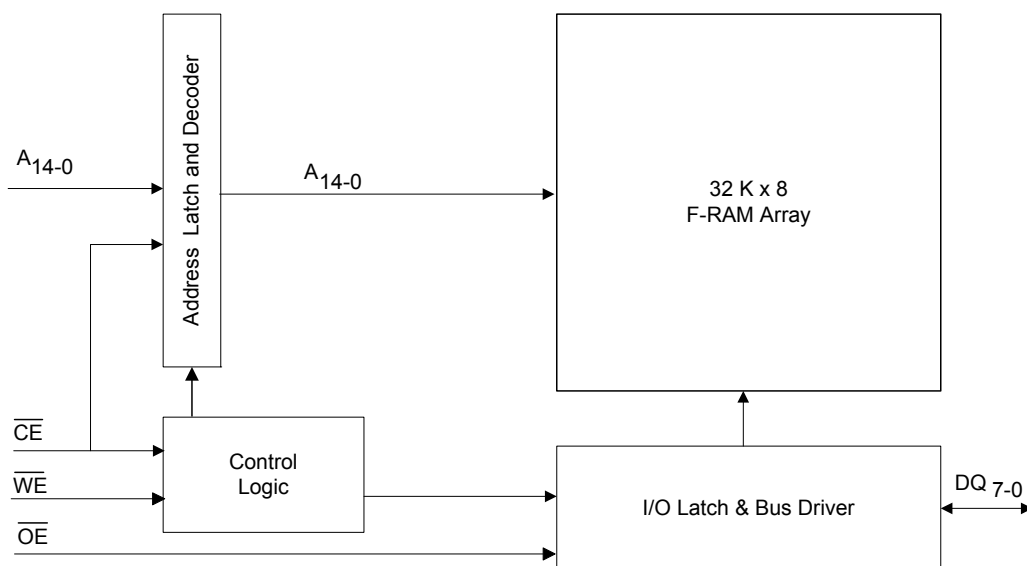 A14-0
Address Latch and Decoder
A14-0
32 K x 8
F-RAM Array
CE
WE
OE
Control
Logic
I/O Latch & Bus Driver
DQ 7-0